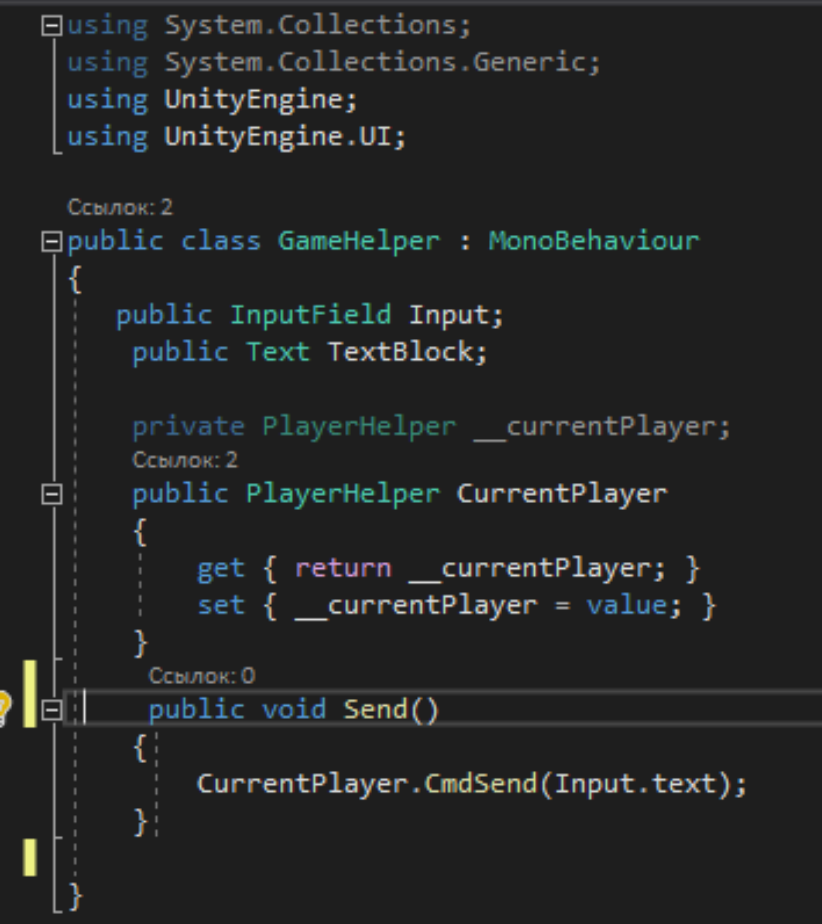 using System.Collections;
using System.Collections.Generic;
using UnityEngine;
using UnityEngine.UI;
Ссылок: 2
public class GameHelper : MonoBehaviour
{
public InputField Input;
public Text TextBlock;
private PlayerHelper __currentPlayer;
Ссылок: 2
public PlayerHelper CurrentPlayer
{
get { return __currentPlayer; }
set { __currentPlayer = value; }
}
Ссылок: 0
public void Send()
{
CurrentPlayer.CmdSend(Input.text);
}
}